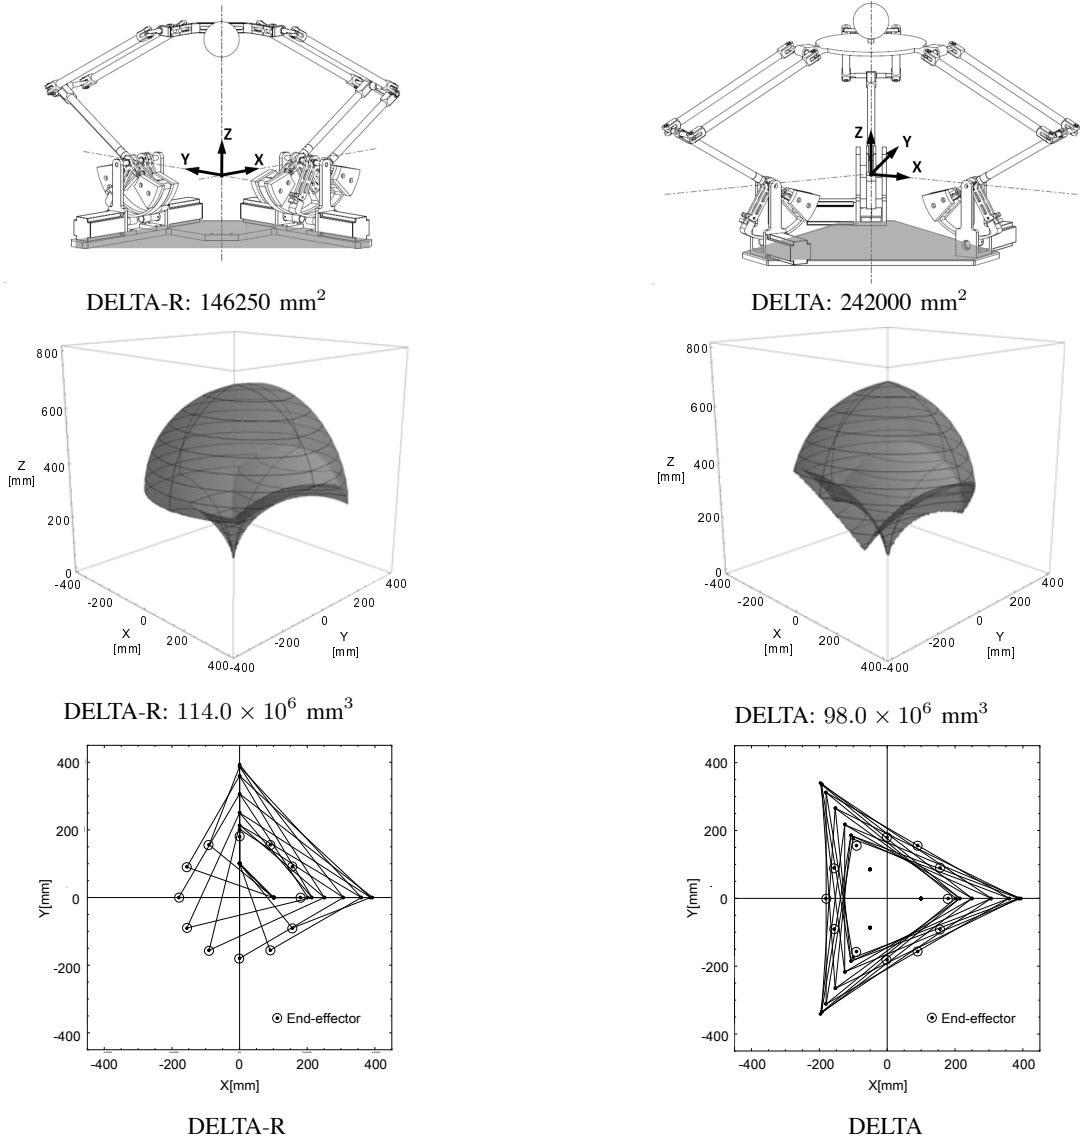 Z
Y X
Z
Y
X
DELTA-R: 146250 mm²
DELTA: 242000 mm²
800
600
Z
[mm]
400
200
0
-400
-200
0
X
[mm]
200
400
-400
-200
Y
[mm]
0
200
400
800
600
Z
[mm]
400
200
0
-400
-200
0
X
[mm]
200
400
-400
-200
Y
[mm]
0
200
400
DELTA-R: 114.0 × 10⁶ mm³
DELTA: 98.0 × 10⁶ mm³
400
200
Y[mm]
0
-200
-400
End-effector
-400 -200 0 200 400
X[mm]
400
200
Y[mm]
0
-200
-400
End-effector
-400 -200 0 200 400
X[mm]
DELTA-R
DELTA